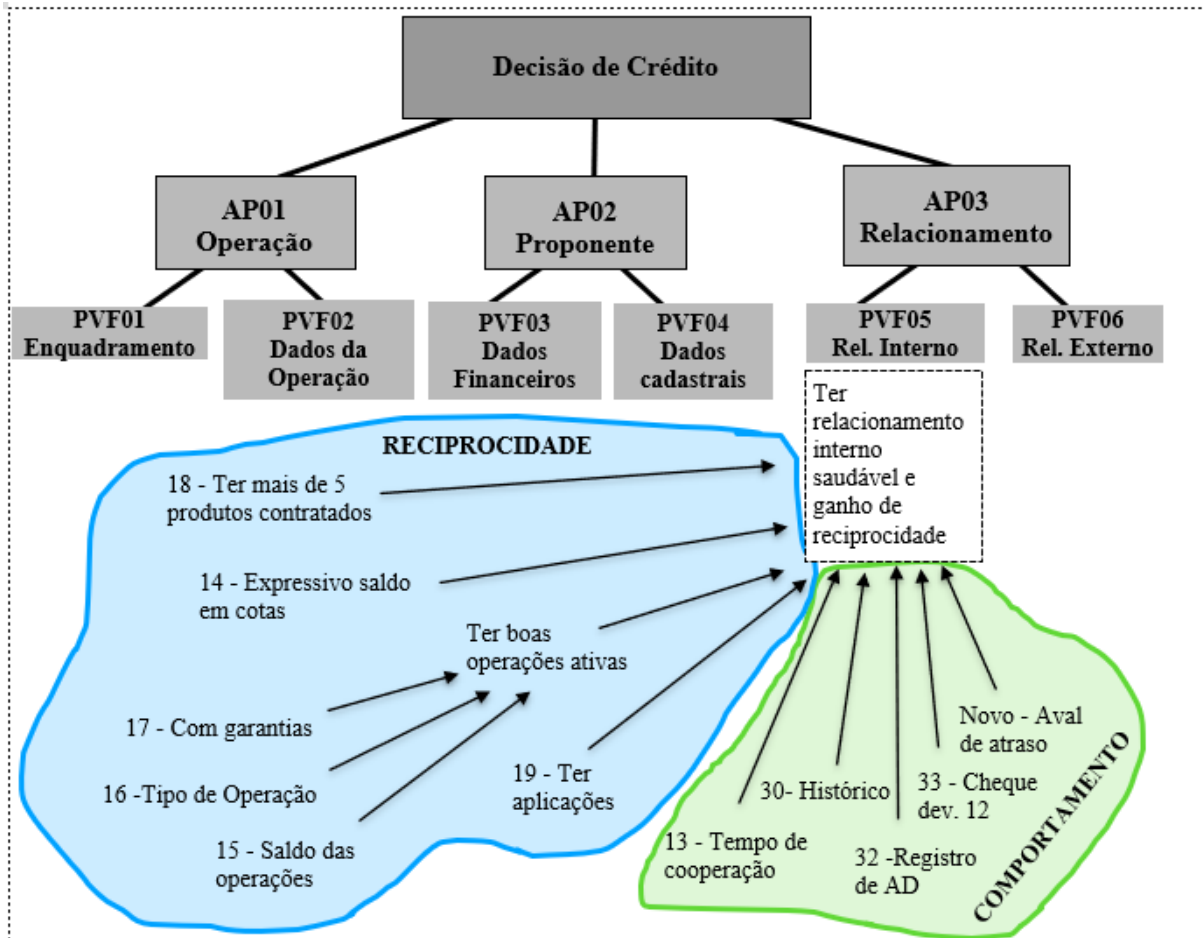 Decisão de Crédito
AP01
Operação
AP02
Proponente
AP03
Relacionamento
PVF01
Enquadramento
PVF02
Dados da
Operação
PVF03
Dados
Financeiros
PVF04
Dados
cadastrais
PVF05
Rel. Interno
PVF06
Rel. Externo
Ter
relacionamento
interno
saudável e
ganho de
reciprocidade
RECIPROCIDADE
18 - Ter mais de 5
produtos contratados
14 - Expressivo saldo
em cotas
Ter boas
operações ativas
17 - Com garantias
16 -Tipo de Operação
15 - Saldo das
operações
19 - Ter
aplicações
13 - Tempo de
cooperação
30- Histórico
32 -Registro
de AD
33 - Cheque
dev. 12
Novo - Aval
de atraso
COMPORTAMENTO